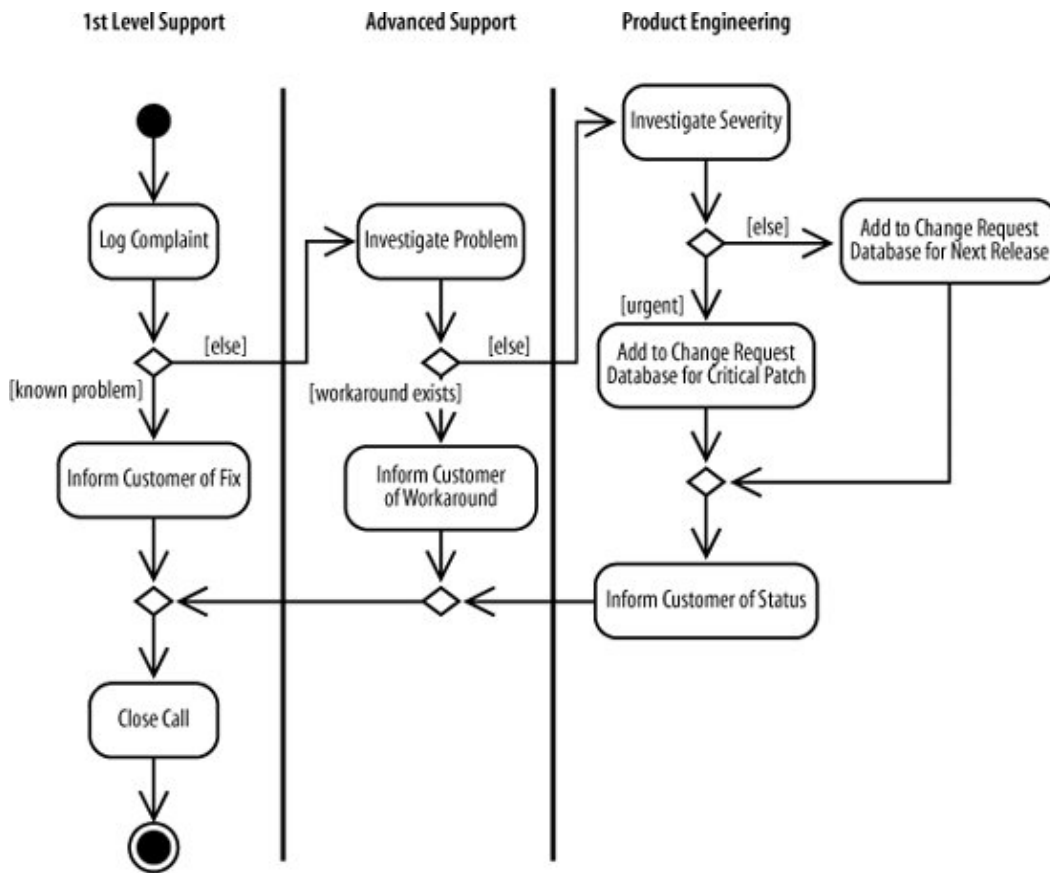 1st Level Support
Advanced Support
Product Engineering
Log Complaint
[else]
[known problem]
Inform Customer of Fix
Close Call
Investigate Problem
[else]
[workaround exists]
Inform Customer
of Workaround
Investigate Severity
[else]
Add to Change Request
Database for Next Release
[urgent]
Add to Change Request
Database for Critical Patch
Inform Customer of Status